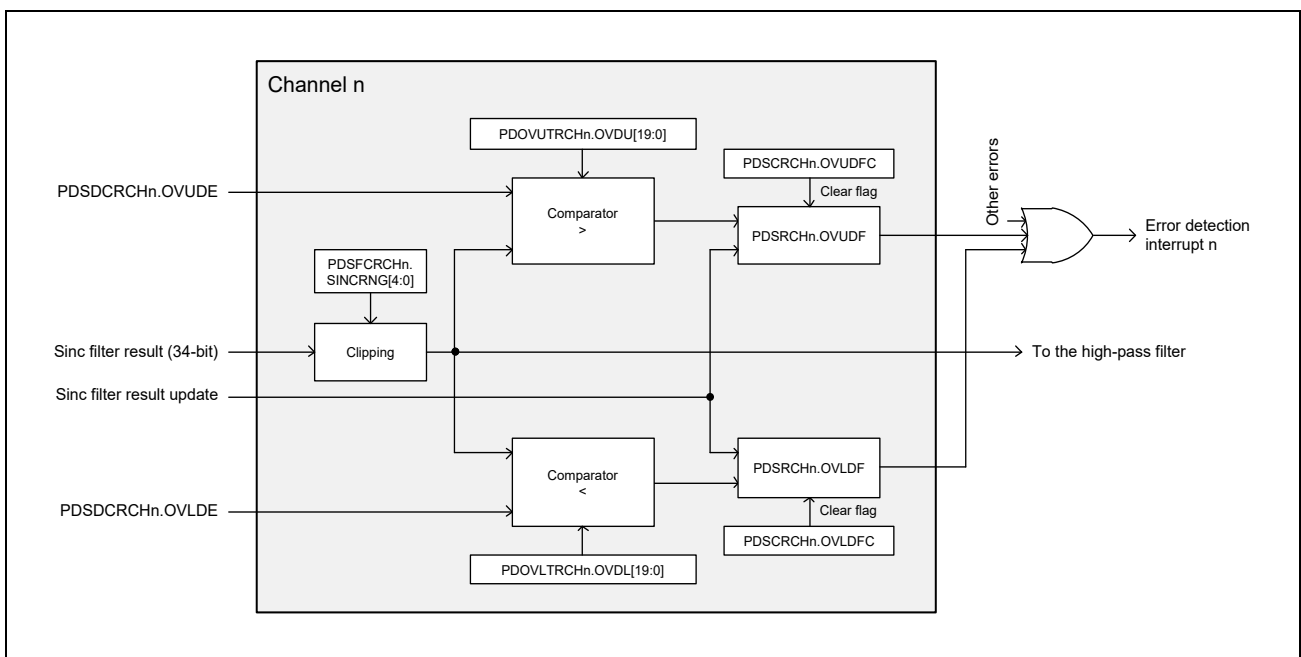 Channel n
PDOVUTRCHn.OVDU[19:0]
PDSCRCHn.OVUDFC
Other errors
PDSDCRCHn.OVUDE
Clear flag
Comparator
>
PDSRCHn.OVUDF
Error detection
interrupt n
PDSFCRCHn.
SINCRNG[4:0]
Sinc filter result (34-bit)
Clipping
To the high-pass filter
Sinc filter result update
Comparator
<
PDSRCHn.OVLDF
PDSDCRCHn.OVLDE
Clear flag
PDSCRCHn.OVLDFC
PDOVLTRCHn.OVDL[19:0]